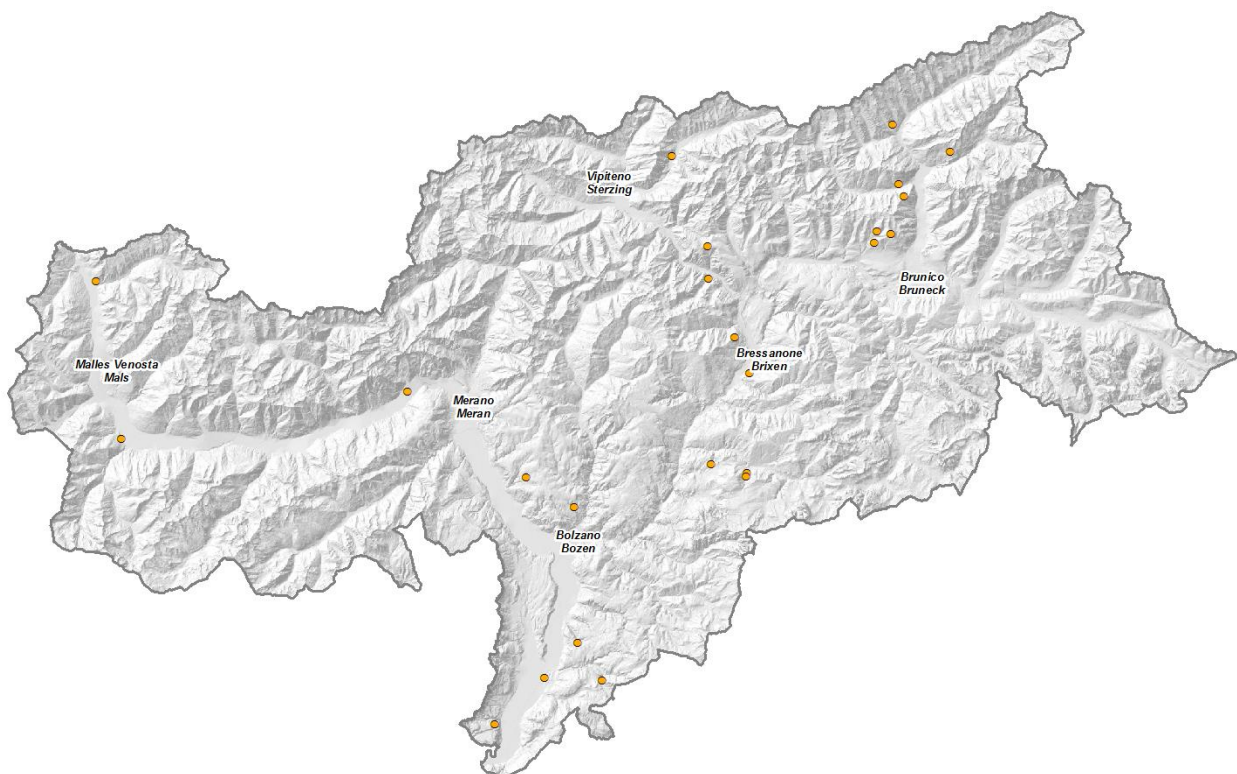 Vipiteno
Sterzing
Brunico
Bruneck
Malles Venosta
Mals
Bressanone
Brixen
Merano
Meran
Bolzano
Bozen